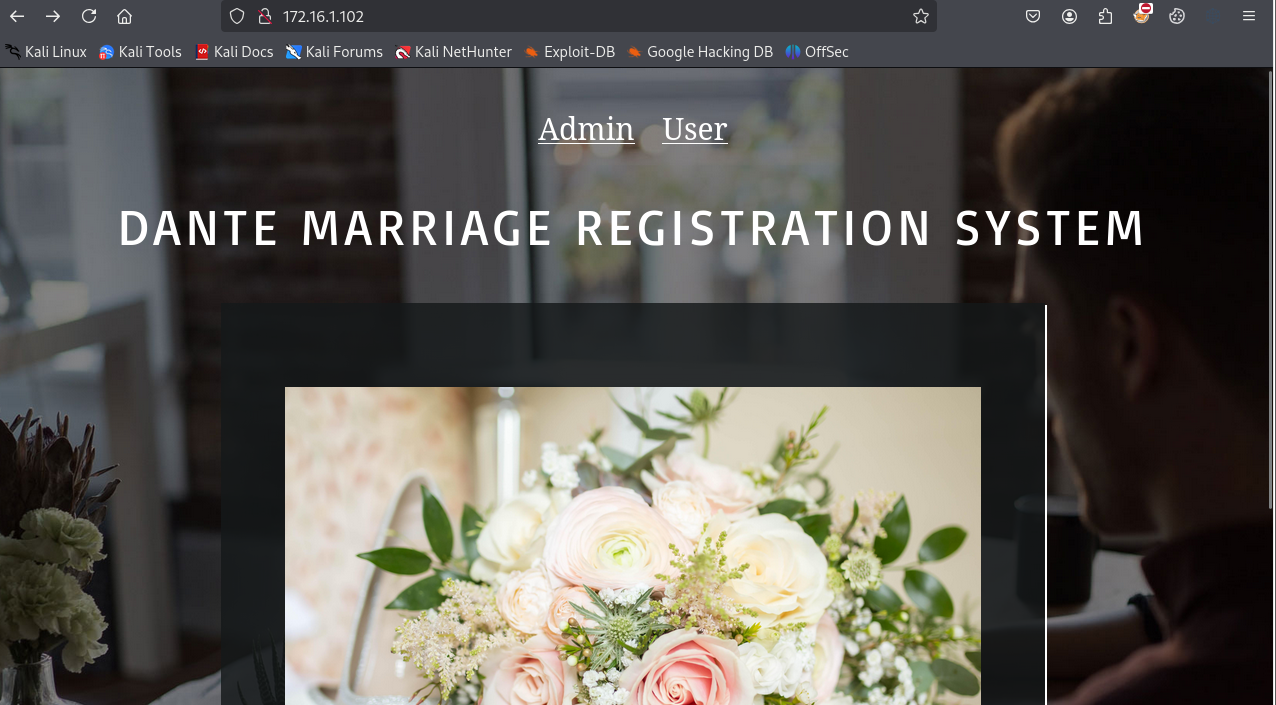 172.16.1.102
Kali Linux Kali Tools Kali Docs Kali Forums Kali NetHunter Exploit-DB Google Hacking DB OffSec
Admin User
DANTE MARRIAGE REGISTRATION SYSTEM